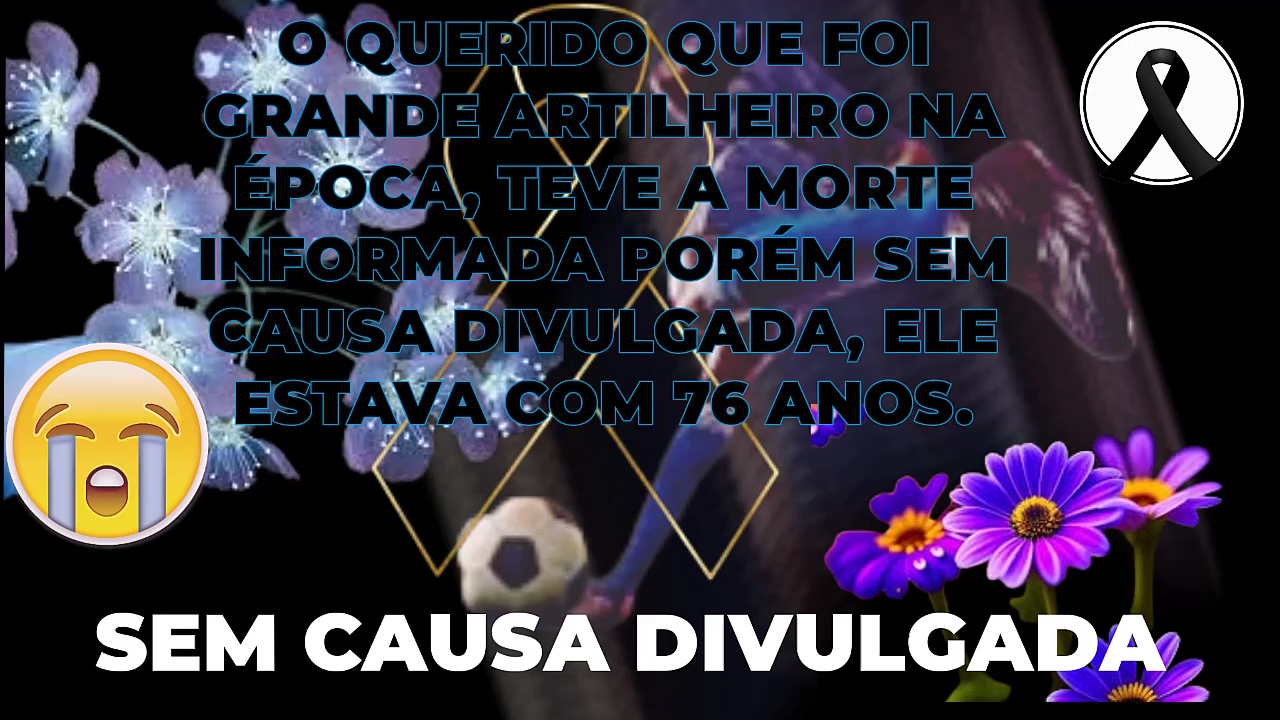 O QUERIDO QUE FOI
GRANDE ARTILHEIRO NA
ÉPOCA, TEVE A MORTE
INFORMADA PORÉM SEM
CAUSA DIVULGADA, ELE
ESTAVA COM 76 ANOS.
SEM CAUSA DIVULGADA